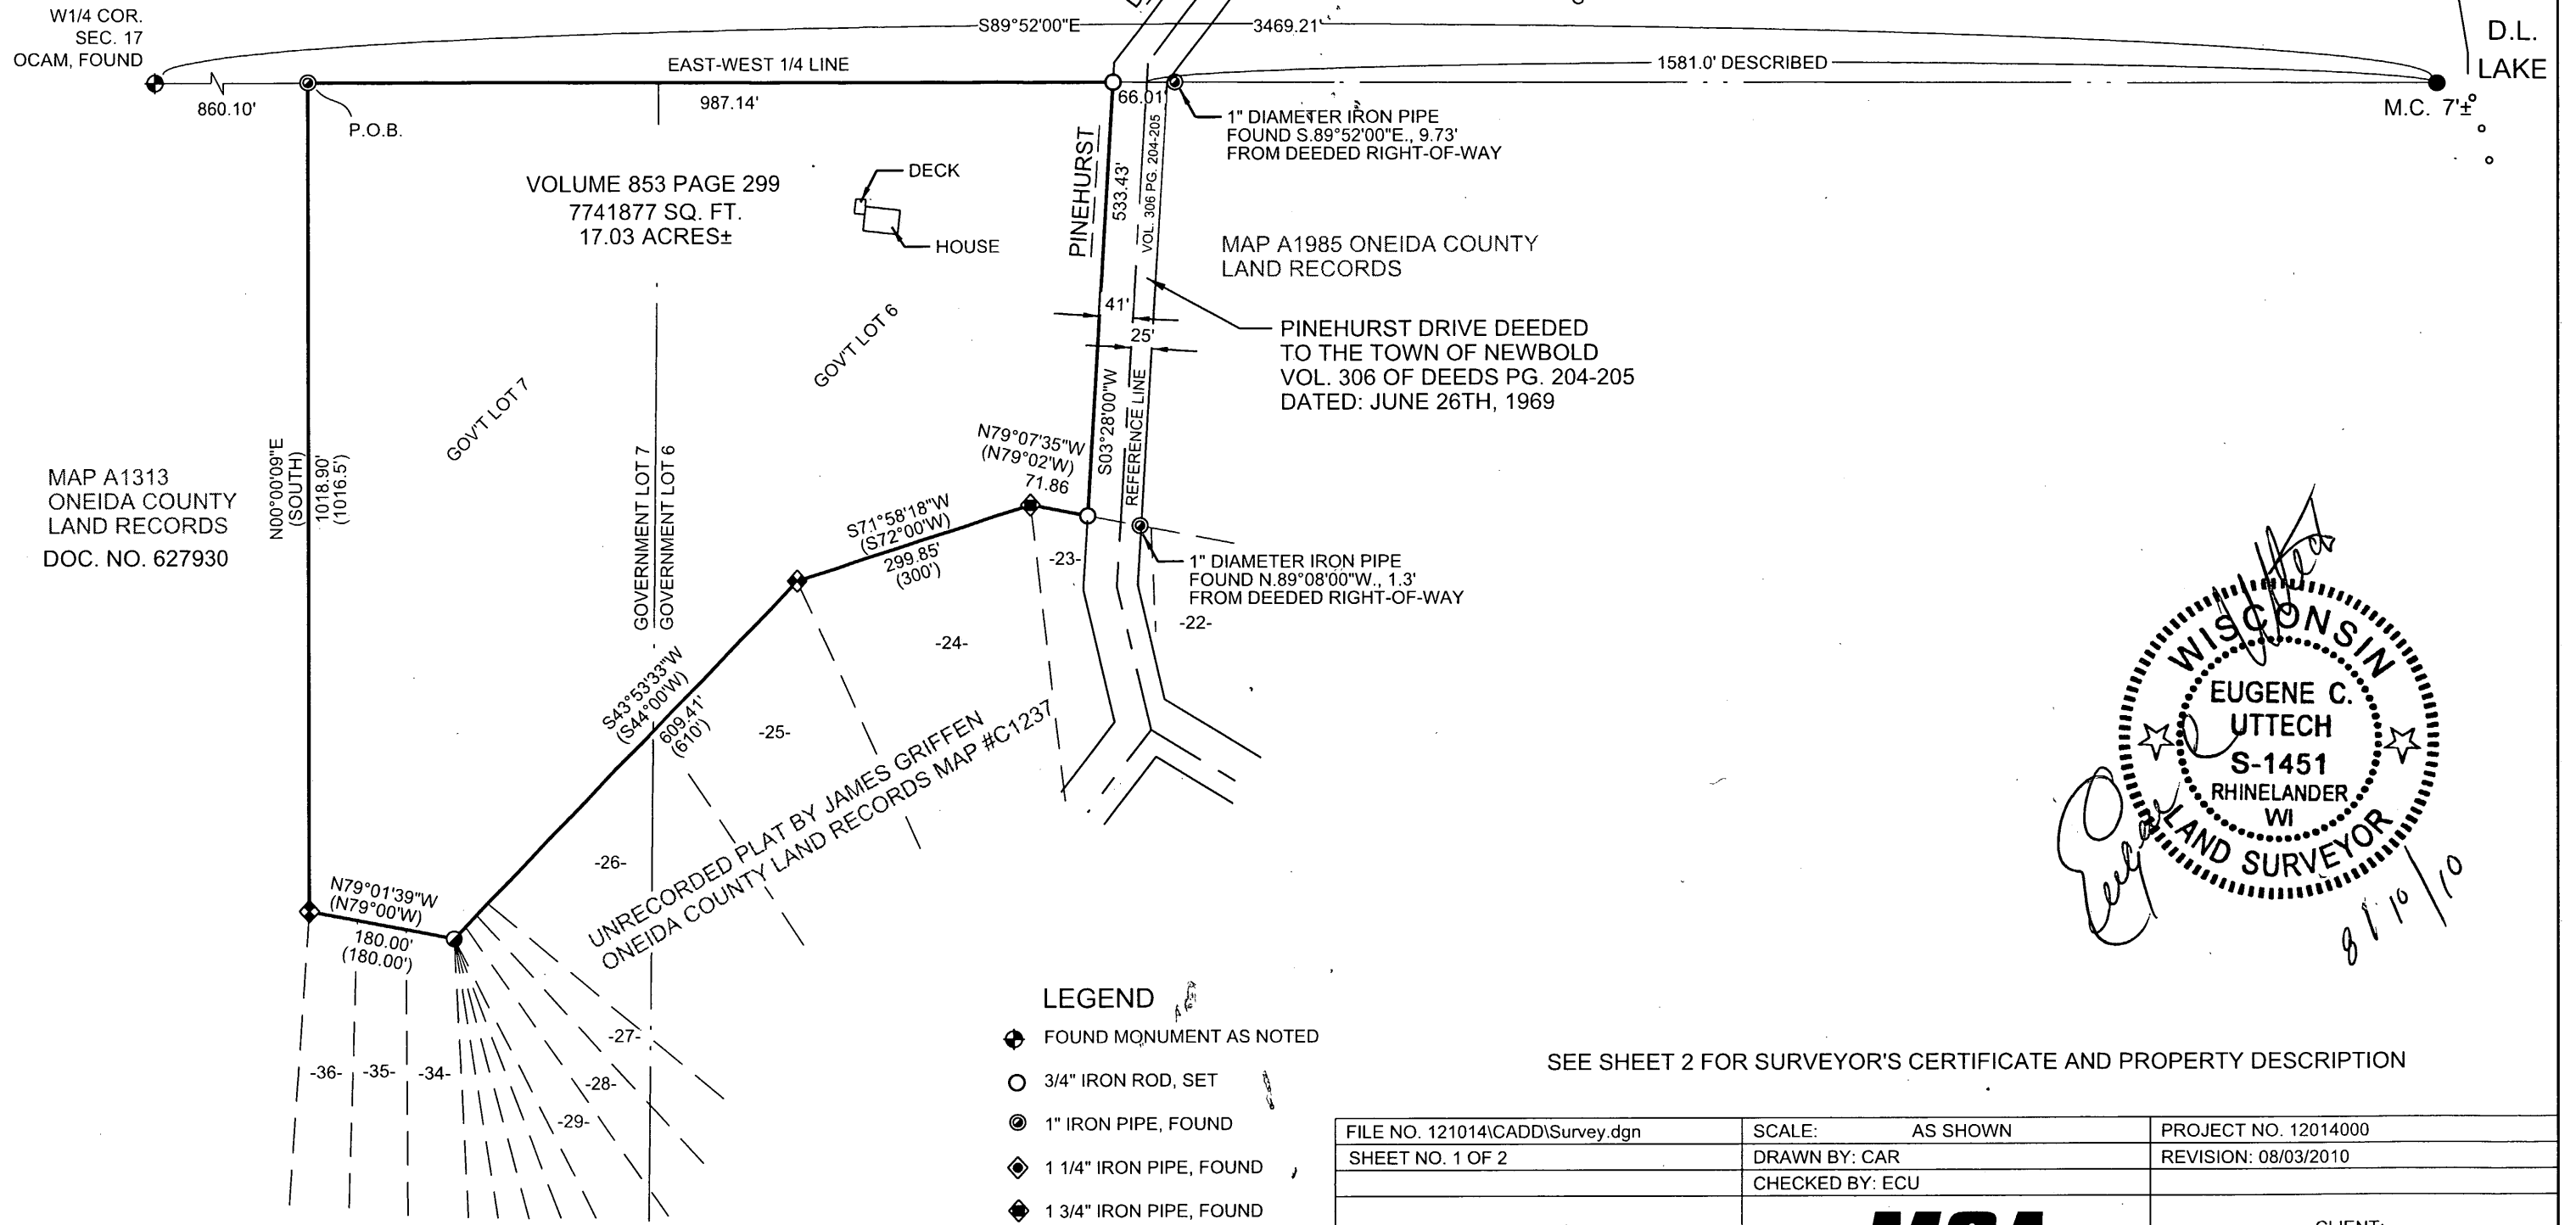 W1/4 COR.
SEC. 17
OCAM, FOUND
S89°52'00"E
3469.21'
D.L.
LAKE
EAST-WEST 1/4 LINE
1581.0' DESCRIBED
860.10'
P.O.B.
987.14'
66.01'
M.C. 7'±
1" DIAMETER IRON PIPE
FOUND S.89°52'00"E., 9.73'
FROM DEEDED RIGHT-OF-WAY
VOLUME 853 PAGE 299
7741877 SQ. FT.
17.03 ACRES±
DECK
HOUSE
PINEHURST
533.43'
VOL. 306 PG. 204-205
MAP A1985 ONEIDA COUNTY
LAND RECORDS
41'
25'
PINEHURST DRIVE DEEDED
TO THE TOWN OF NEWBOLD
VOL. 306 OF DEEDS PG. 204-205
DATED: JUNE 26TH, 1969
GOV'T LOT 6
GOV'T LOT 7
S03°28'00"W
REFERENCE LINE
N79°07'35"W
(N79°02'W)
71.86
MAP A1313
ONEIDA COUNTY
LAND RECORDS
DOC. NO. 627930
N00°00'09"E
(SOUTH)
1018.90'
(1016.5')
GOVERNMENT LOT 7
GOVERNMENT LOT 6
S71°58'18"W
(S72°00'W)
299.85'
(300')
-23-
1" DIAMETER IRON PIPE
FOUND N.89°08'00"W., 1.3'
FROM DEEDED RIGHT-OF-WAY
-22-
-24-
S43°53'33"W
(S44°00'W)
609.41'
(610')
-25-
-26-
UNRECORDED PLAT BY JAMES GRIFFEN
ONEIDA COUNTY LAND RECORDS MAP #C1237
N79°01'39"W
(N79°00'W)
180.00'
(180.00')
-27-
-28-
-29-
-36-
-35-
-34-
WISCONSIN
EUGENE C.
UTTECH
S-1451
RHINELANDER
WI
LAND SURVEYOR
8/10/10
LEGEND
FOUND MONUMENT AS NOTED
3/4" IRON ROD, SET
1" IRON PIPE, FOUND
1 1/4" IRON PIPE, FOUND
1 3/4" IRON PIPE, FOUND
SEE SHEET 2 FOR SURVEYOR'S CERTIFICATE AND PROPERTY DESCRIPTION
FILE NO. 121014\CADD\Survey.dgn
SCALE: AS SHOWN
PROJECT NO. 12014000
SHEET NO. 1 OF 2
DRAWN BY: CAR
REVISION: 08/03/2010
CHECKED BY: ECU